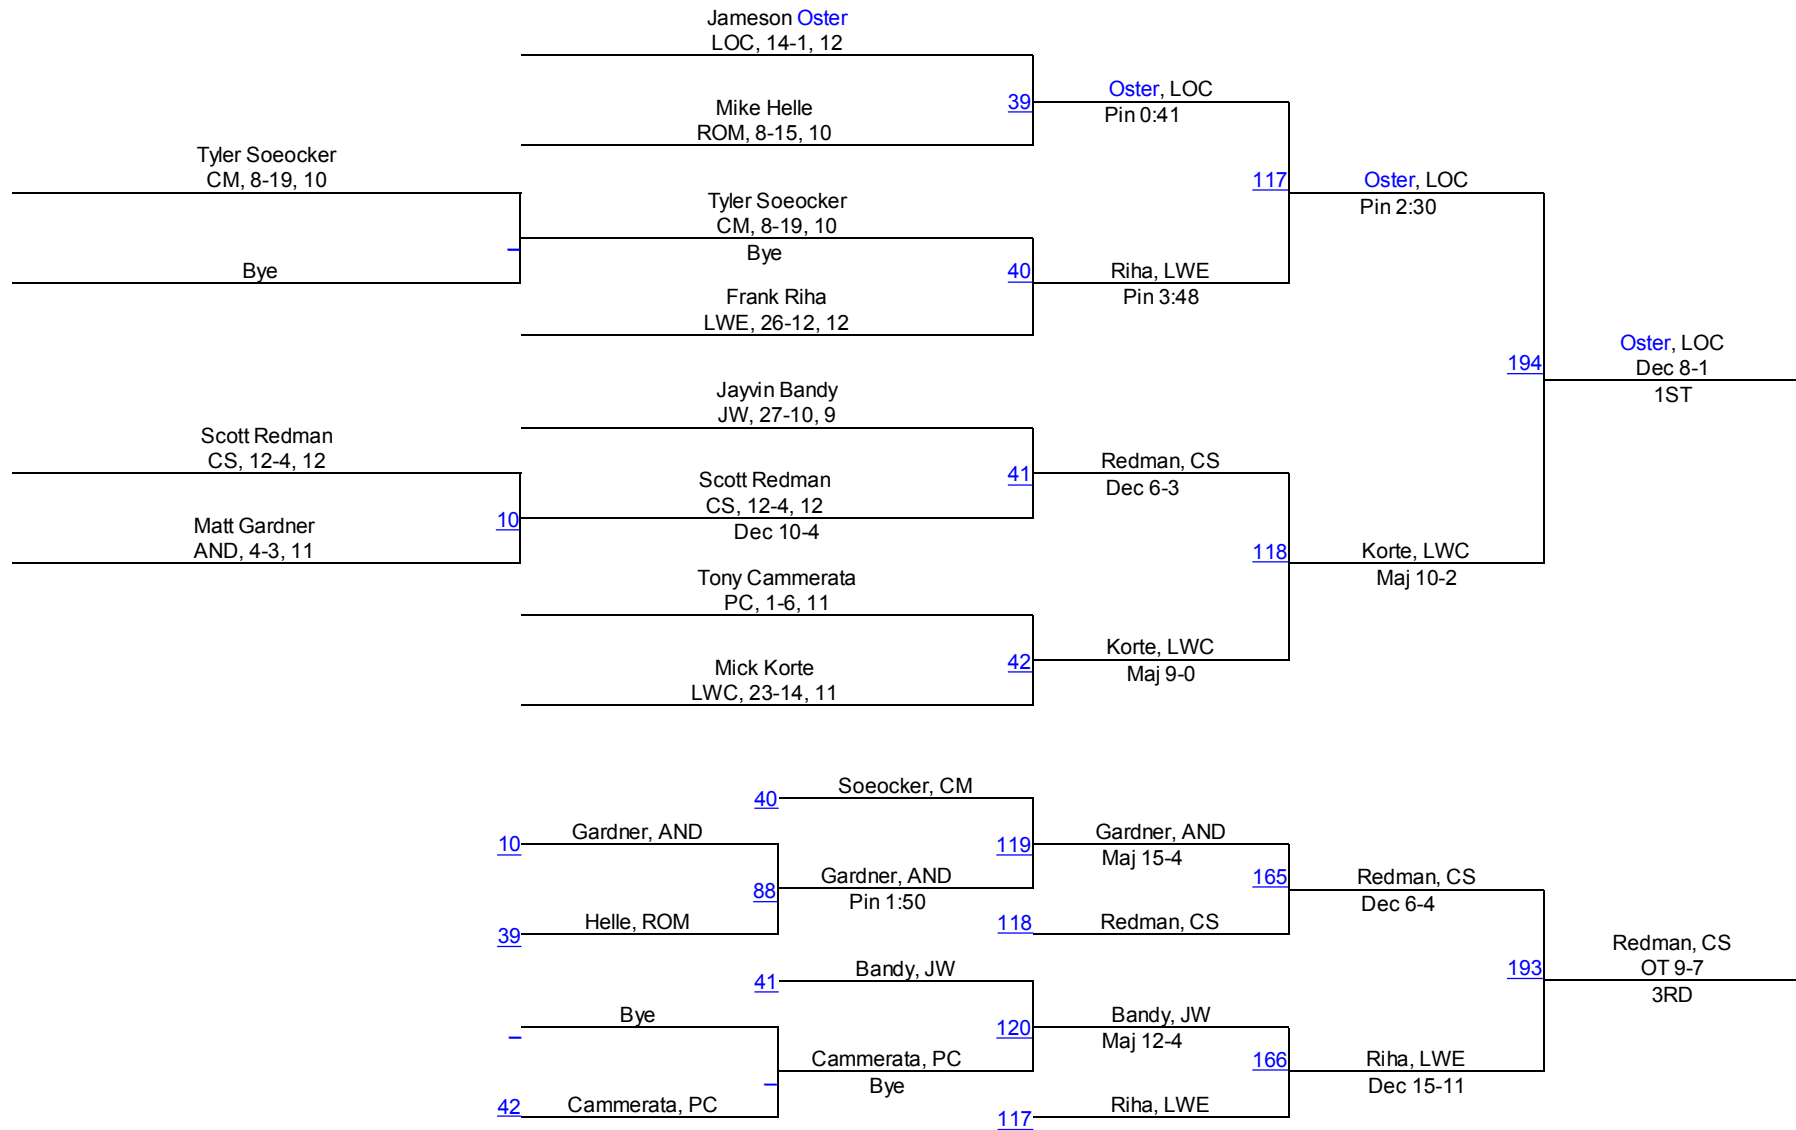 Jameson Oster
LOC, 14-1, 12
39
Oster, LOC
Pin 0:41
Mike Helle
ROM, 8-15, 10
Tyler Soeocker
CM, 8-19, 10
Bye
Tyler Soeocker
CM, 8-19, 10
Bye
40
Riha, LWE
Pin 3:48
Frank Riha
LWE, 26-12, 12
117
Oster, LOC
Pin 2:30
194
Oster, LOC
Dec 8-1
1ST
Jayvin Bandy
JW, 27-10, 9
Scott Redman
CS, 12-4, 12
10
Matt Gardner
AND, 4-3, 11
Scott Redman
CS, 12-4, 12
Dec 10-4
41
Redman, CS
Dec 6-3
118
Korte, LWC
Maj 10-2
Tony Cammerata
PC, 1-6, 11
42
Korte, LWC
Maj 9-0
Mick Korte
LWC, 23-14, 11
40
Soeocker, CM
10
Gardner, AND
88
Gardner, AND
Pin 1:50
39
Helle, ROM
119
Gardner, AND
Maj 15-4
118
Redman, CS
165
Redman, CS
Dec 6-4
193
Redman, CS
OT 9-7
3RD
41
Bandy, JW
Bye
Cammerata, PC
Bye
42
Cammerata, PC
120
Bandy, JW
Maj 12-4
117
Riha, LWE
166
Riha, LWE
Dec 15-11